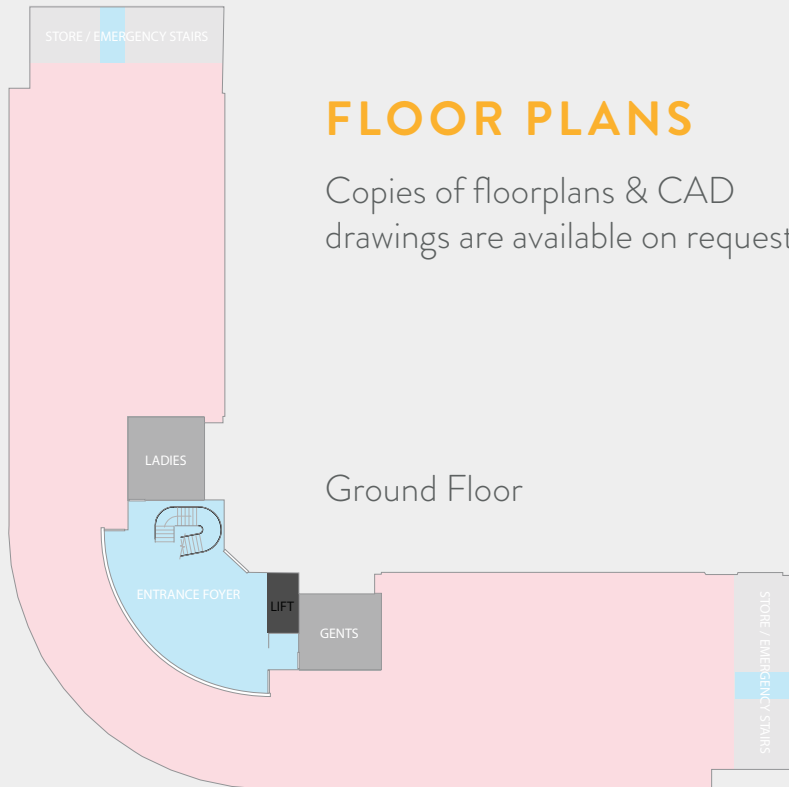 STORE / EMERGENCY STAIRS
FLOOR PLANS
Copies of floorplans & CAD
drawings are available on request
LADIES
Ground Floor
ENTRANCE FOYER
LIFT
GENTS
STORE / EMERGENCY STAIRS